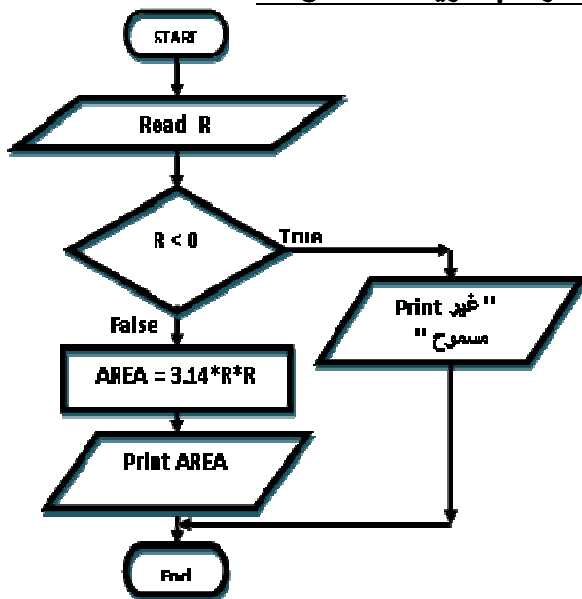 START
Read R
R < 0
True
Print "غير
مسموح"
False
AREA = 3.14*R*R
Print AREA
End